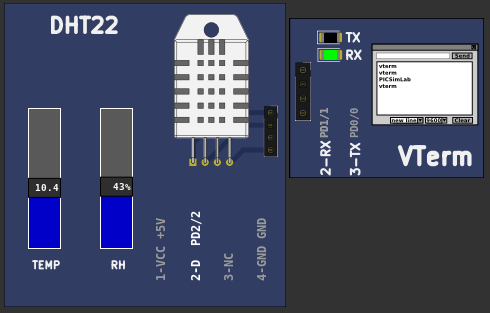 DHT22
10.4
43%
TEMP
RH
1-VCC +5V
2-D PD2/2
3-NC
4-GND GND
TX
RX
2-RX PD1/1
3-TX PD0/0
Send
vterm
vterm
PICSimLab
vterm
new line
9600
Clear
VTerm